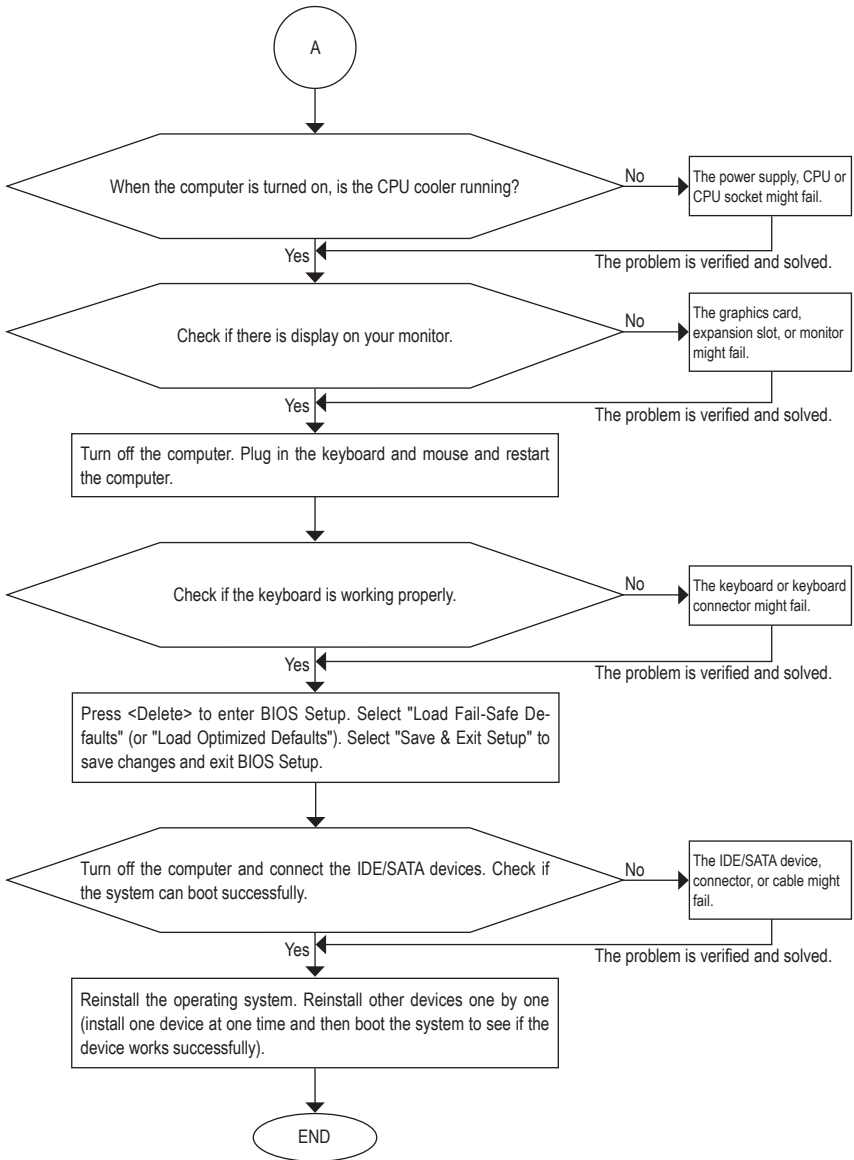 A
When the computer is turned on, is the CPU cooler running?
No
The power supply, CPU or
CPU socket might fail.
Yes
The problem is verified and solved.
Check if there is display on your monitor.
No
The graphics card,
expansion slot, or monitor
might fail.
Yes
The problem is verified and solved.
Turn off the computer. Plug in the keyboard and mouse and restart
the computer.
Check if the keyboard is working properly.
No
The keyboard or keyboard
connector might fail.
Yes
The problem is verified and solved.
Press <Delete> to enter BIOS Setup. Select "Load Fail-Safe De-
faults" (or "Load Optimized Defaults"). Select "Save & Exit Setup" to
save changes and exit BIOS Setup.
Turn off the computer and connect the IDE/SATA devices. Check if
the system can boot successfully.
No
The IDE/SATA device,
connector, or cable might
fail.
Yes
The problem is verified and solved.
Reinstall the operating system. Reinstall other devices one by one
(install one device at one time and then boot the system to see if the
device works successfully).
END